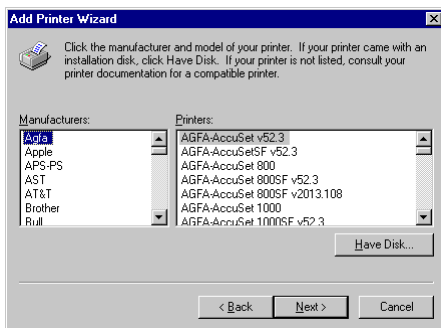 Add Printer Wizard
Click the manufacturer and model of your printer. If your printer came with an
installation disk, click Have Disk. If your printer is not listed, consult your
printer documentation for a compatible printer.
Manufacturers:
Agfa
Apple
APS-PS
AST
AT&T
Brother
Bull
Printers:
AGFA-AccuSet v52.3
AGFA-AccuSetSF v52.3
AGFA-AccuSet 800
AGFA-AccuSet 800SF v52.3
AGFA-AccuSet 800SF v2013.108
AGFA-AccuSet 1000
AGFA-AccuSet 1000SF v52.3
Have Disk...
< Back
Next >
Cancel